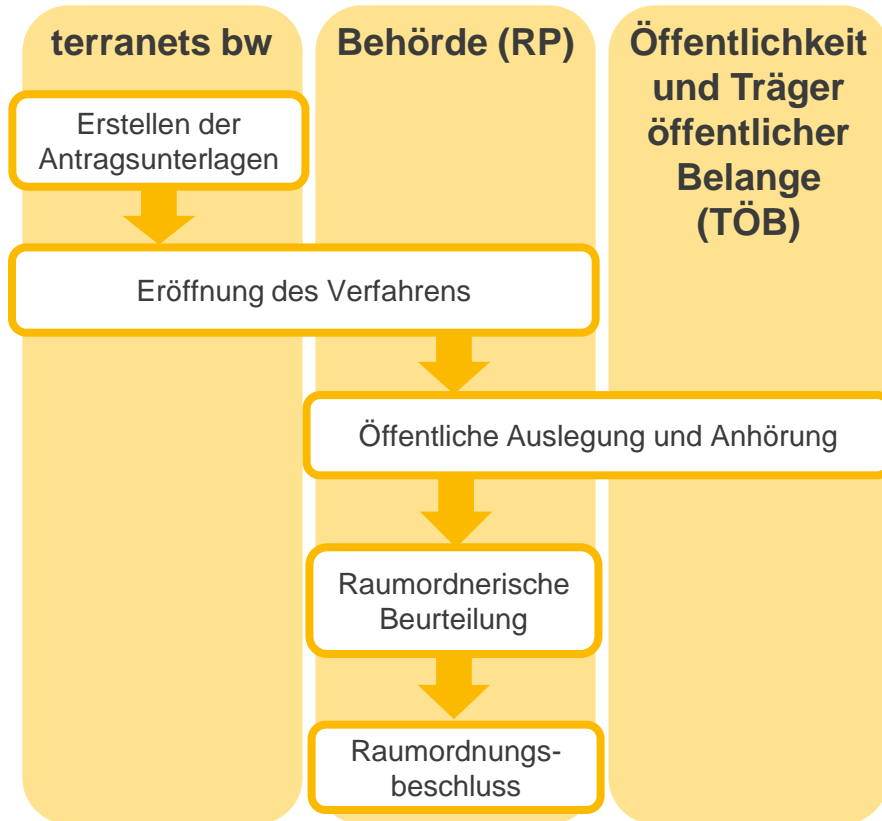 terranets bw
Behörde (RP)
Öffentlichkeit
und Träger
öffentlicher
Belange
(TÖB)
Erstellen der
Antragsunterlagen
Eröffnung des Verfahrens
Öffentliche Auslegung und Anhörung
Raumordnerische
Beurteilung
Raumordnungs-
beschluss